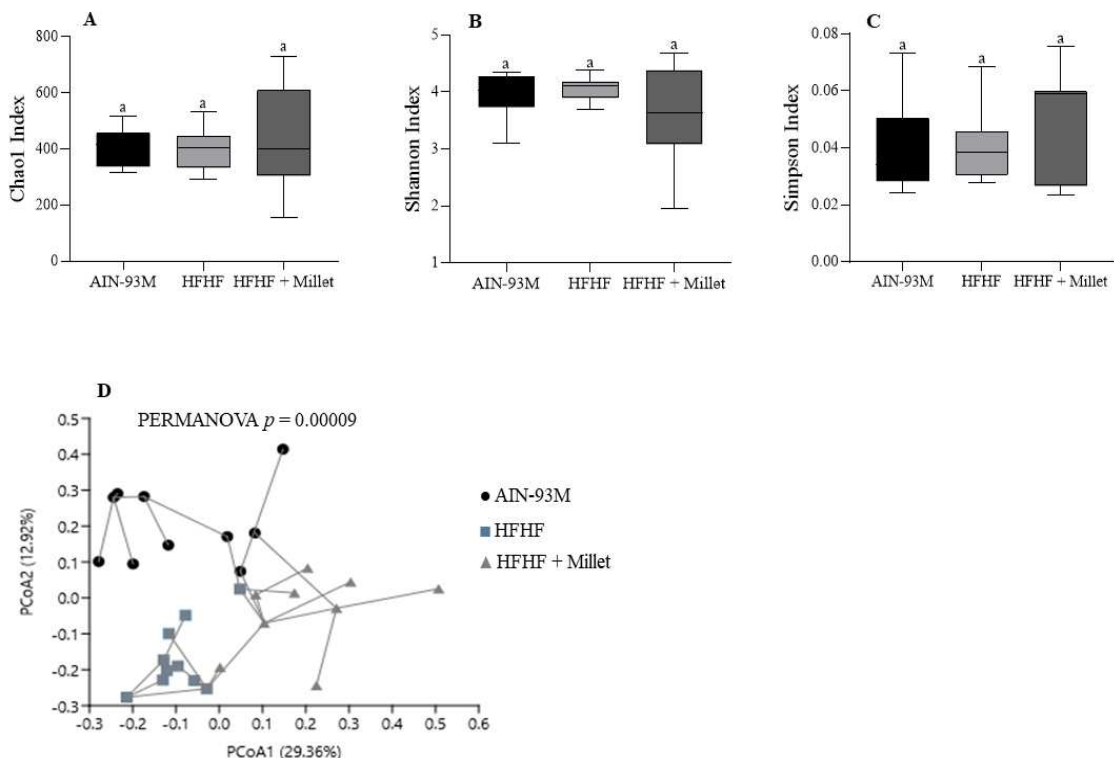 A
B
C
800
600
400
200
0
Chao1 Index
a
a
a
AIN-93M
HFHF
HFHF + Millet
5
4
3
2
1
Shannon Index
a
a
a
AIN-93M
HFHF
HFHF + Millet
0.08
0.06
0.04
0.02
0.00
Simpson Index
a
a
a
AIN-93M
HFHF
HFHF + Millet
D
PERMANOVA p = 0.00009
0.5
0.4
0.3
0.2
0.1
0.0
-0.1
-0.2
-0.3
PCoA2 (12.92%)
-0.3
-0.2
-0.1
0.0
0.1
0.2
0.3
0.4
0.5
0.6
PCoA1 (29.36%)
AIN-93M
HFHF
HFHF + Millet